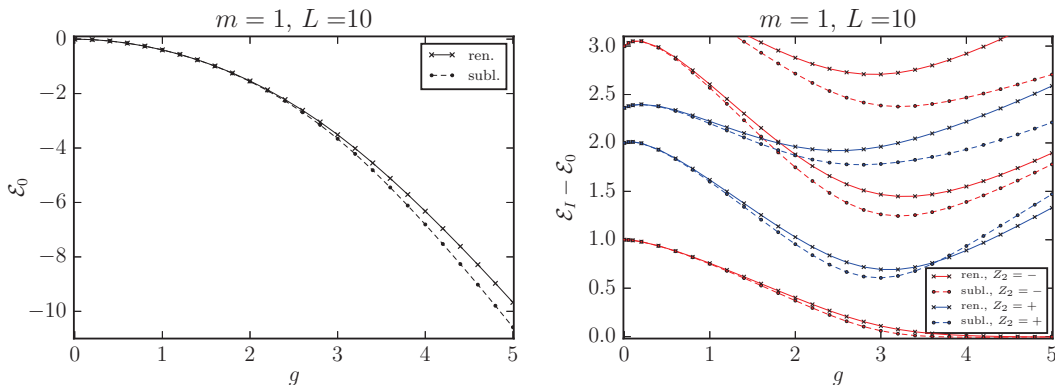 m = 1, L =10
0
−2
−4
−6
−8
−10
ℰ₀
0 1 2 3 4 5
g
ren.
subl.
m = 1, L =10
3.0
2.5
2.0
1.5
1.0
0.5
0.0
ℰ_I − ℰ₀
0 1 2 3 4 5
g
ren., Z₂ = −
subl., Z₂ = −
ren., Z₂ = +
subl., Z₂ = +